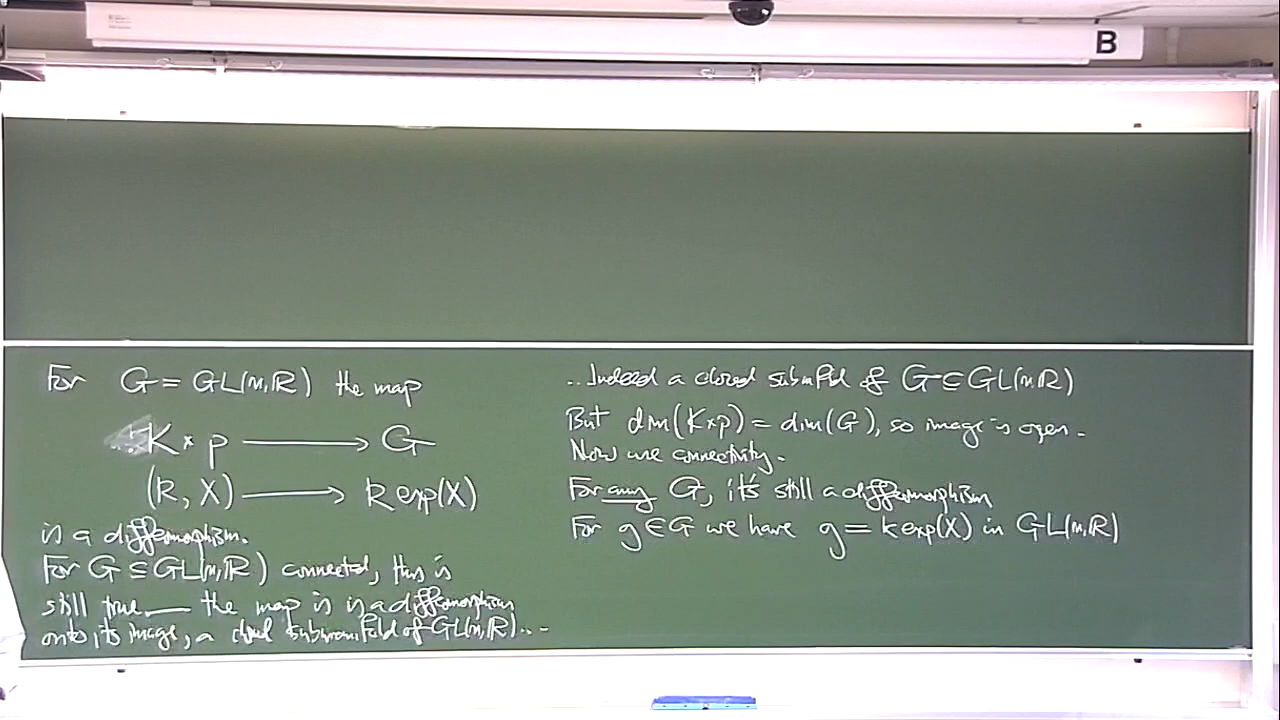 B
For G = GL(n,ℝ) the map
K × p ⟶ G
(k, X) ⟶ k exp(X)
is a diffeomorphism.
For G ⊆ GL(n,ℝ) connected, this is
still true — the map is is a diffeomorphism
onto its image, a closed submanifold of GL(n,ℝ)...
...Indeed a closed submfld of G ⊆ GL(n,ℝ)
But dim(K×p) = dim(G), so image is open.
Now use connectivity.
For any G, it's still a diffeomorphism
For g ∈ G we have g = k exp(X) in GL(n,ℝ)